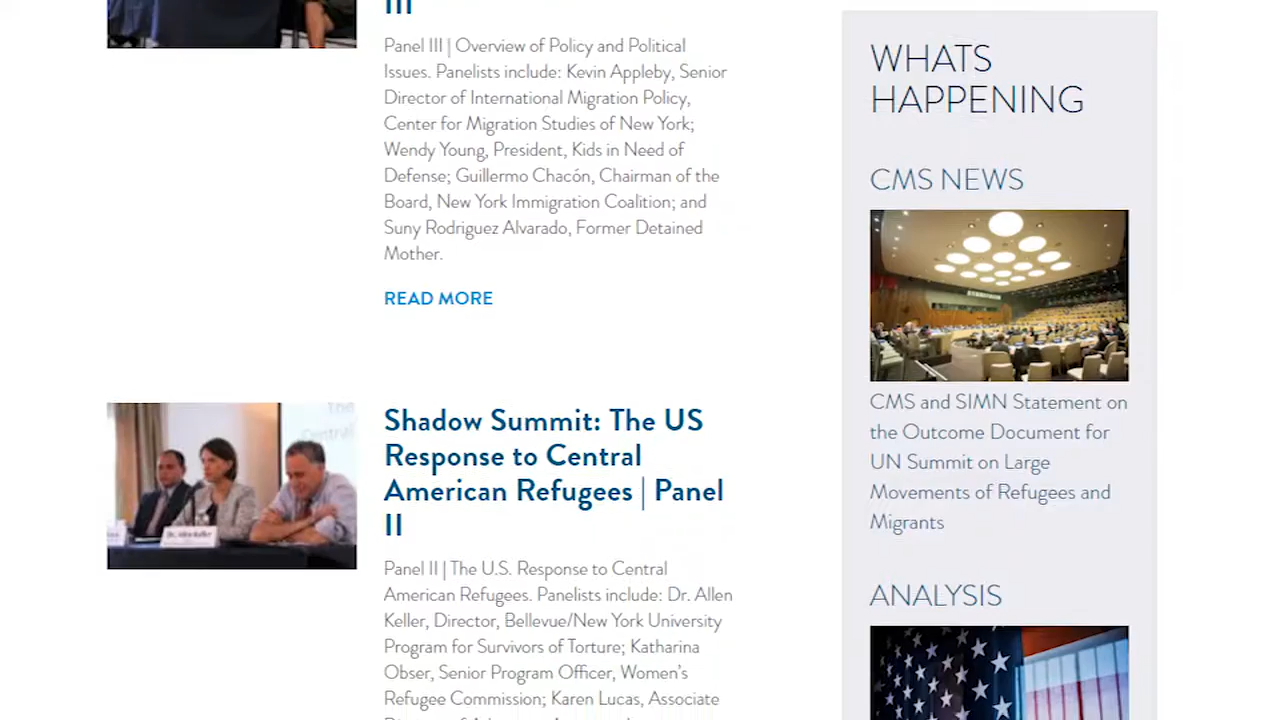 III
Panel III | Overview of Policy and Political
Issues. Panelists include: Kevin Appleby, Senior
Director of International Migration Policy,
Center for Migration Studies of New York;
Wendy Young, President, Kids in Need of
Defense; Guillermo Chacón, Chairman of the
Board, New York Immigration Coalition; and
Suny Rodriguez Alvarado, Former Detained
Mother.
READ MORE
The
Central
Shadow Summit: The US
Response to Central
American Refugees | Panel
II
Panel II | The U.S. Response to Central
American Refugees. Panelists include: Dr. Allen
Keller, Director, Bellevue/New York University
Program for Survivors of Torture; Katharina
Obser, Senior Program Officer, Women's
Refugee Commission; Karen Lucas, Associate
WHATS
HAPPENING
CMS NEWS
CMS and SIMN Statement on
the Outcome Document for
UN Summit on Large
Movements of Refugees and
Migrants
ANALYSIS